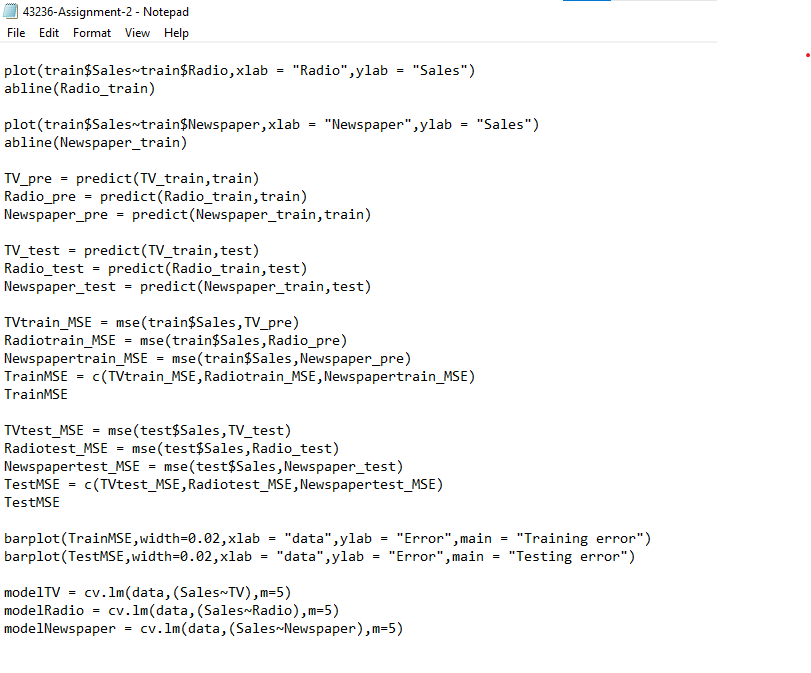 43236-Assignment-2 - Notepad
File Edit Format View Help
plot(train$Sales~train$Radio,xlab = "Radio",ylab = "Sales")
abline(Radio_train)
plot(train$Sales~train$Newspaper,xlab = "Newspaper",ylab = "Sales")
abline(Newspaper_train)
TV_pre = predict(TV_train,train)
Radio_pre = predict(Radio_train,train)
Newspaper_pre = predict(Newspaper_train,train)
TV_test = predict(TV_train,test)
Radio_test = predict(Radio_train,test)
Newspaper_test = predict(Newspaper_train,test)
TVtrain_MSE = mse(train$Sales,TV_pre)
Radiotrain_MSE = mse(train$Sales,Radio_pre)
Newspapertrain_MSE = mse(train$Sales,Newspaper_pre)
TrainMSE = c(TVtrain_MSE,Radiotrain_MSE,Newspapertrain_MSE)
TrainMSE
TVtest_MSE = mse(test$Sales,TV_test)
Radiotest_MSE = mse(test$Sales,Radio_test)
Newspapertest_MSE = mse(test$Sales,Newspaper_test)
TestMSE = c(TVtest_MSE,Radiotest_MSE,Newspapertest_MSE)
TestMSE
barplot(TrainMSE,width=0.02,xlab = "data",ylab = "Error",main = "Training error")
barplot(TestMSE,width=0.02,xlab = "data",ylab = "Error",main = "Testing error")
modelTV = cv.lm(data,(Sales~TV),m=5)
modelRadio = cv.lm(data,(Sales~Radio),m=5)
modelNewspaper = cv.lm(data,(Sales~Newspaper),m=5)